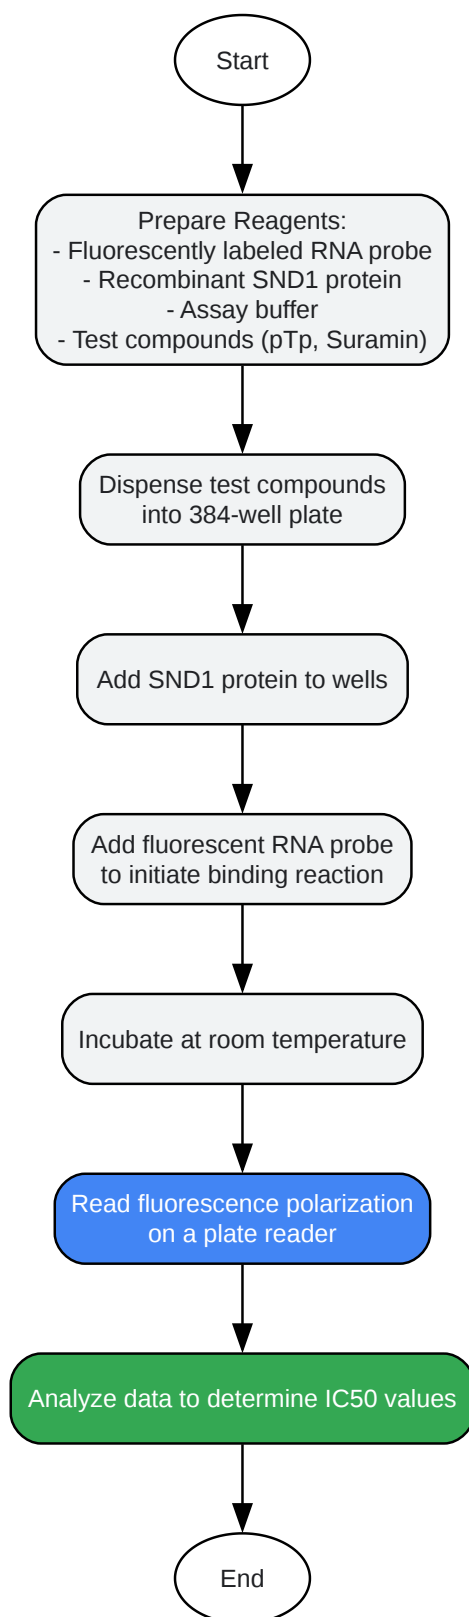 Start
Prepare Reagents:
- Fluorescently labeled RNA probe
- Recombinant SND1 protein
- Assay buffer
- Test compounds (pTp, Suramin)
Dispense test compounds
into 384-well plate
Add SND1 protein to wells
Add fluorescent RNA probe
to initiate binding reaction
Incubate at room temperature
Read fluorescence polarization
on a plate reader
Analyze data to determine IC50 values
End